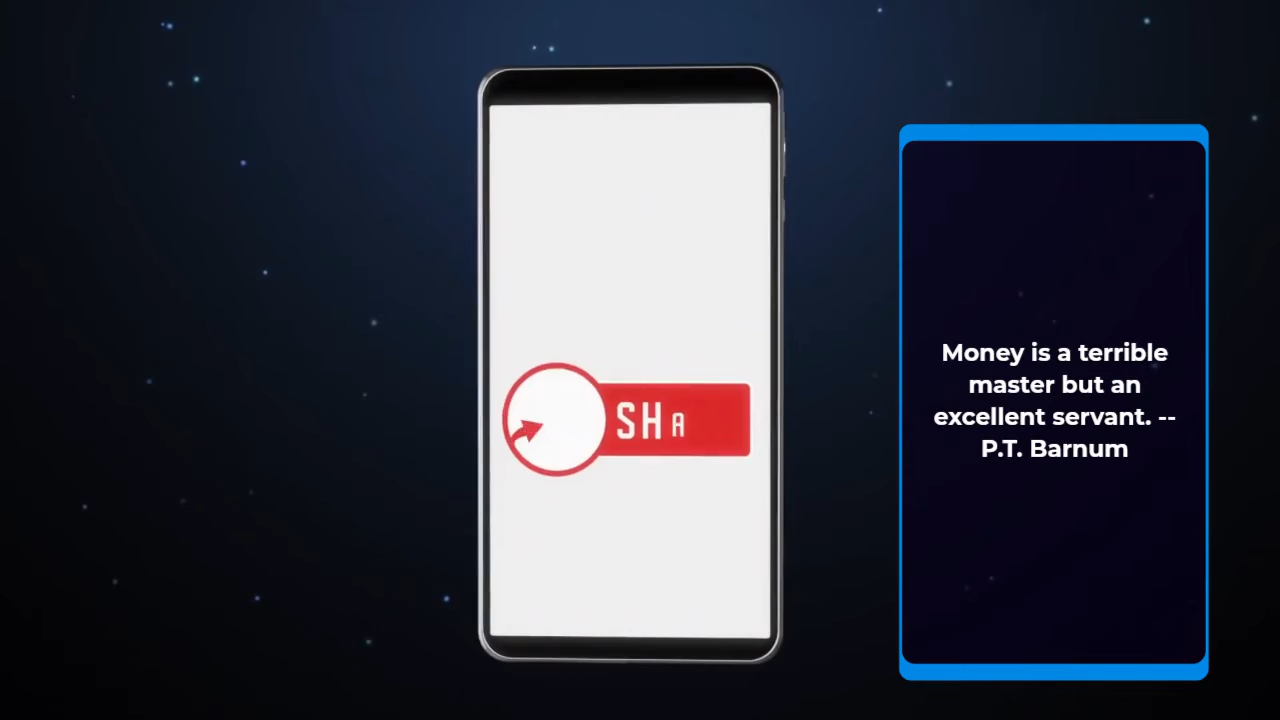 SHA
Money is a terrible
master but an
excellent servant. --
P.T. Barnum